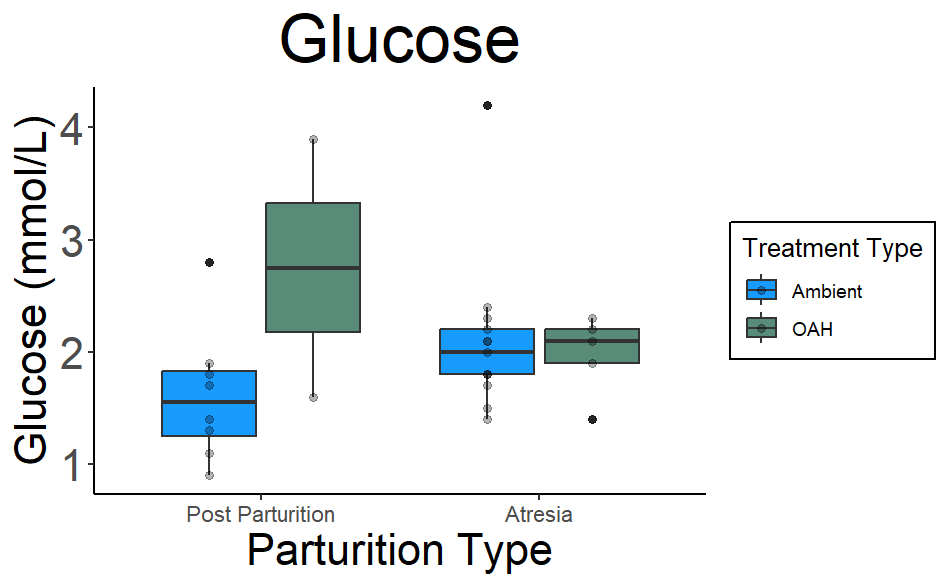 Glucose
Glucose (mmol/L)
4
3
2
1
Post Parturition
Atresia
Parturition Type
Treatment Type
Ambient
OAH